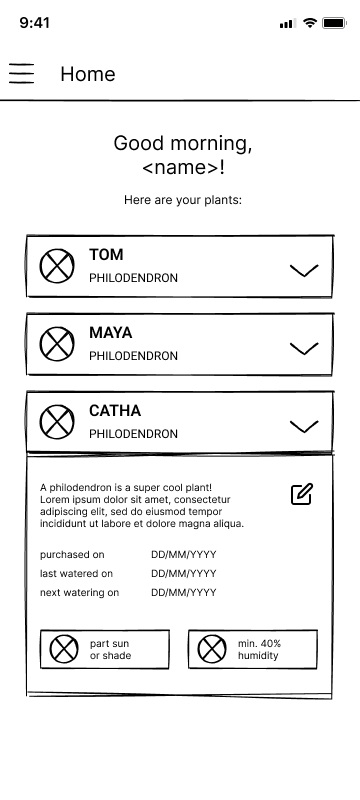 9:41
Home
Good morning,
<name>!
Here are your plants:
TOM
PHILODENDRON
MAYA
PHILODENDRON
CATHA
PHILODENDRON
A philodendron is a super cool plant!
Lorem ipsum dolor sit amet, consectetur
adipiscing elit, sed do eiusmod tempor
incididunt ut labore et dolore magna aliqua.
purchased on DD/MM/YYYY
last watered on DD/MM/YYYY
next watering on DD/MM/YYYY
part sun
or shade
min. 40%
humidity